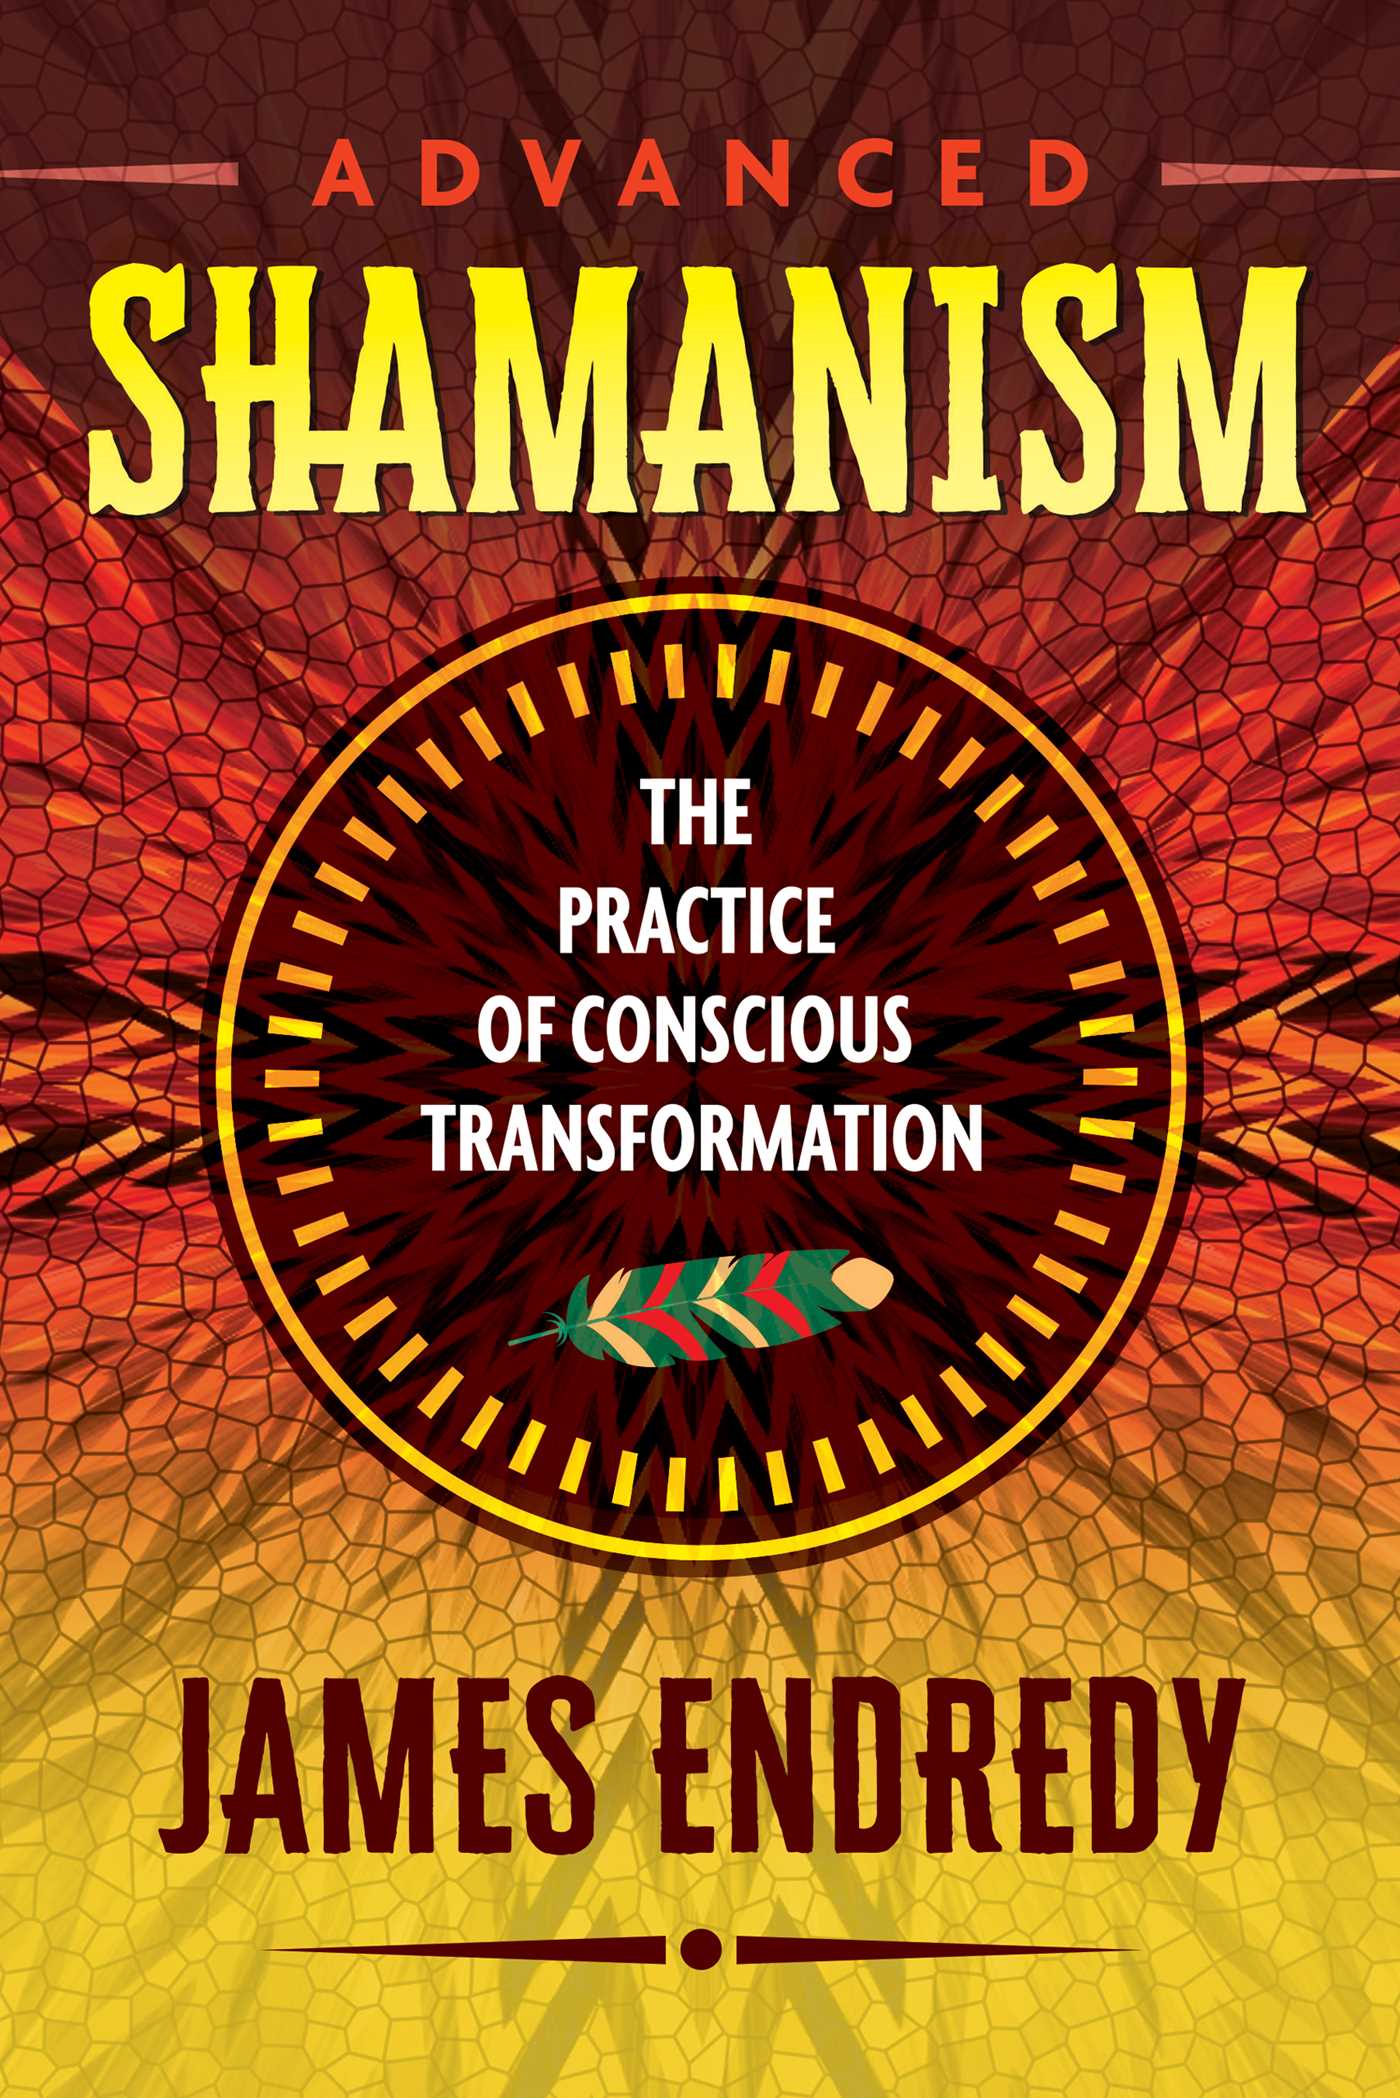 ADVANCED
SHAMANISM
THE
PRACTICE
OF CONSCIOUS
TRANSFORMATION
JAMES ENDREDY